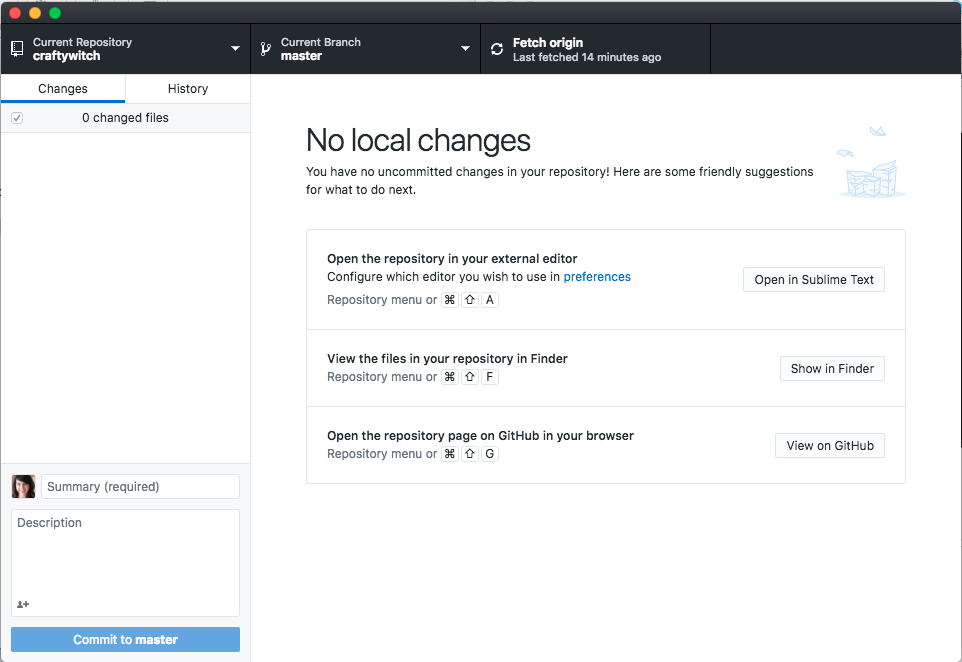 Current Repository
craftywitch
Current Branch
master
Fetch origin
Last fetched 14 minutes ago
Changes
History
0 changed files
No local changes
You have no uncommitted changes in your repository! Here are some friendly suggestions
for what to do next.
Open the repository in your external editor
Configure which editor you wish to use in preferences
Repository menu or ⌘ ⇧ A
Open in Sublime Text
View the files in your repository in Finder
Repository menu or ⌘ ⇧ F
Show in Finder
Open the repository page on GitHub in your browser
Repository menu or ⌘ ⇧ G
View on GitHub
Summary (required)
Description
Commit to master